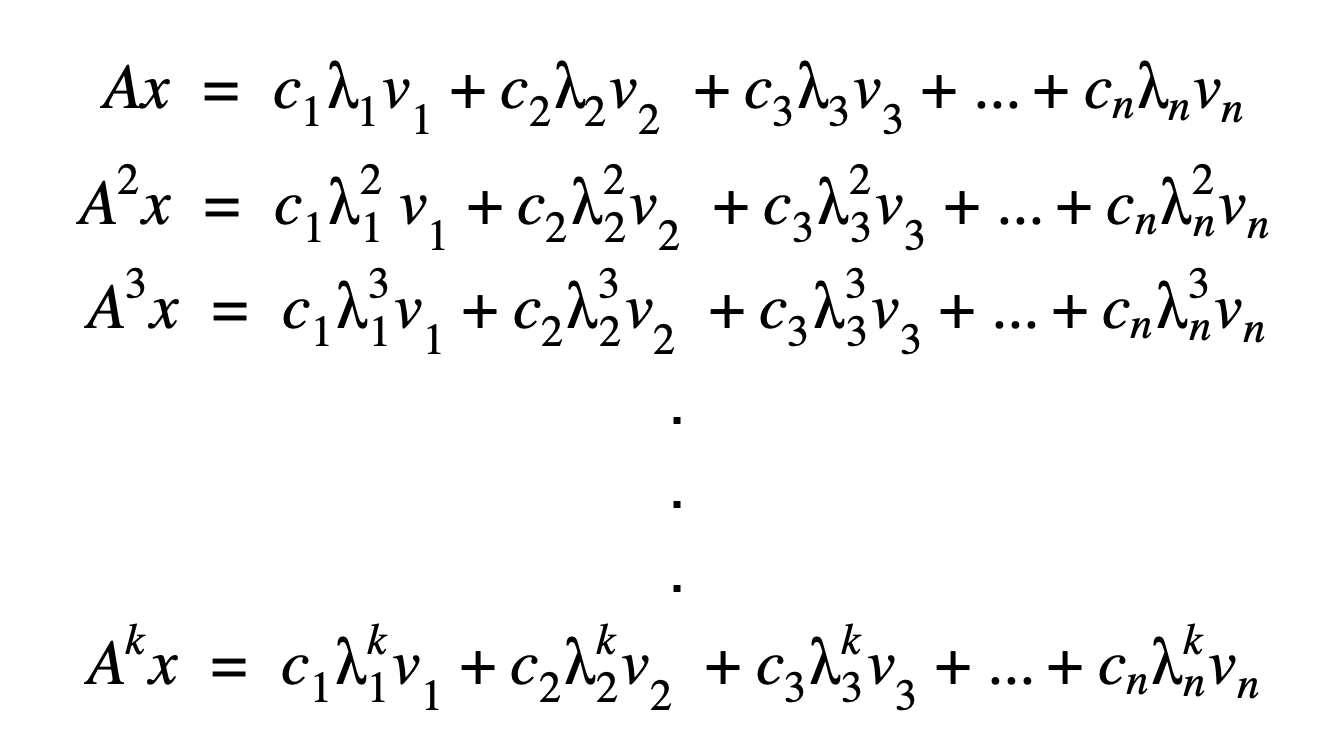 Ax = c₁λ₁v₁ + c₂λ₂v₂ + c₃λ₃v₃ + ... + cₙλₙvₙ
A²x = c₁λ₁²v₁ + c₂λ₂²v₂ + c₃λ₃²v₃ + ... + cₙλₙ²vₙ
A³x = c₁λ₁³v₁ + c₂λ₂³v₂ + c₃λ₃³v₃ + ... + cₙλₙ³vₙ
.
.
.
Aᵏx = c₁λ₁ᵏv₁ + c₂λ₂ᵏv₂ + c₃λ₃ᵏv₃ + ... + cₙλₙᵏvₙ